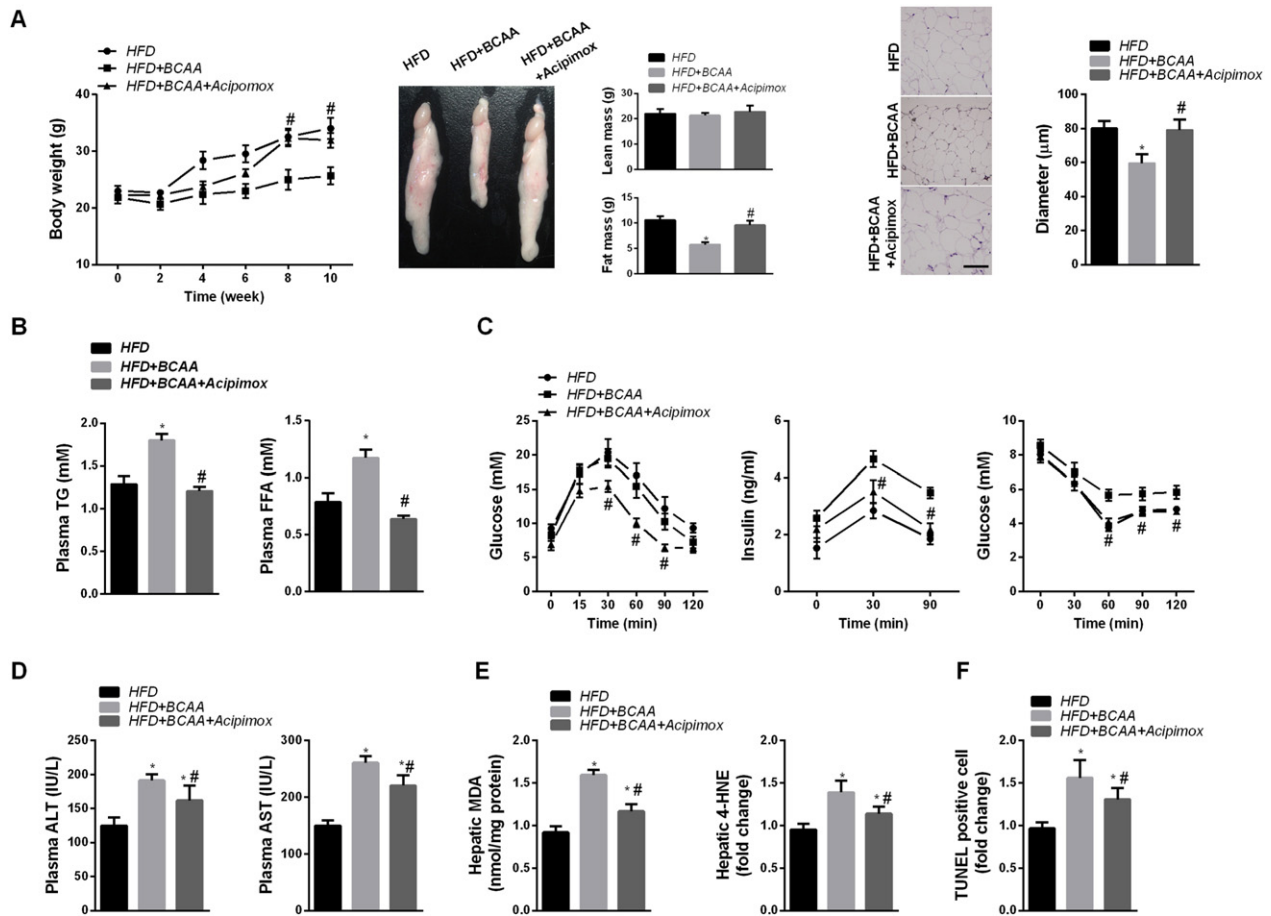 A
HFD
HFD+BCAA
HFD+BCAA+Acipomox
Body weight (g)
40
30
20
10
#
#
0 2 4 6 8 10
Time (week)
HFD
HFD+BCAA
HFD+BCAA
+Acipimox
HFD
HFD+BCAA
HFD+BCAA+Acipimox
Lean mass (g)
30
20
10
0
Fat mass (g)
15
10
5
0
*
#
HFD
HFD+BCAA
HFD+BCAA
+Acipimox
HFD
HFD+BCAA
HFD+BCAA+Acipimox
Diameter (μm)
100
80
60
40
20
0
*
#
B
HFD
HFD+BCAA
HFD+BCAA+Acipimox
Plasma TG (mM)
2.0
1.5
1.0
0.5
0.0
*
#
Plasma FFA (mM)
1.5
1.0
0.5
0.0
*
#
C
HFD
HFD+BCAA
HFD+BCAA+Acipimox
Glucose (mM)
25
20
15
10
5
0
#
#
#
0 15 30 60 90 120
Time (min)
Insulin (ng/ml)
6
4
2
0
#
#
0 30 90
Time (min)
Glucose (mM)
10
8
6
4
2
0
# # #
0 30 60 90 120
Time (min)
D
HFD
HFD+BCAA
HFD+BCAA+Acipimox
Plasma ALT (IU/L)
250
200
150
100
50
0
*
*#
Plasma AST (IU/L)
300
200
100
0
*
*#
E
HFD
HFD+BCAA
HFD+BCAA+Acipimox
Hepatic MDA
(nmol/mg protein)
2.0
1.5
1.0
0.5
0.0
*
*#
Hepatic 4-HNE
(fold change)
2.0
1.5
1.0
0.5
0.0
*
*#
F
HFD
HFD+BCAA
HFD+BCAA+Acipimox
TUNEL positive cell
(fold change)
2.0
1.5
1.0
0.5
0.0
*
*#